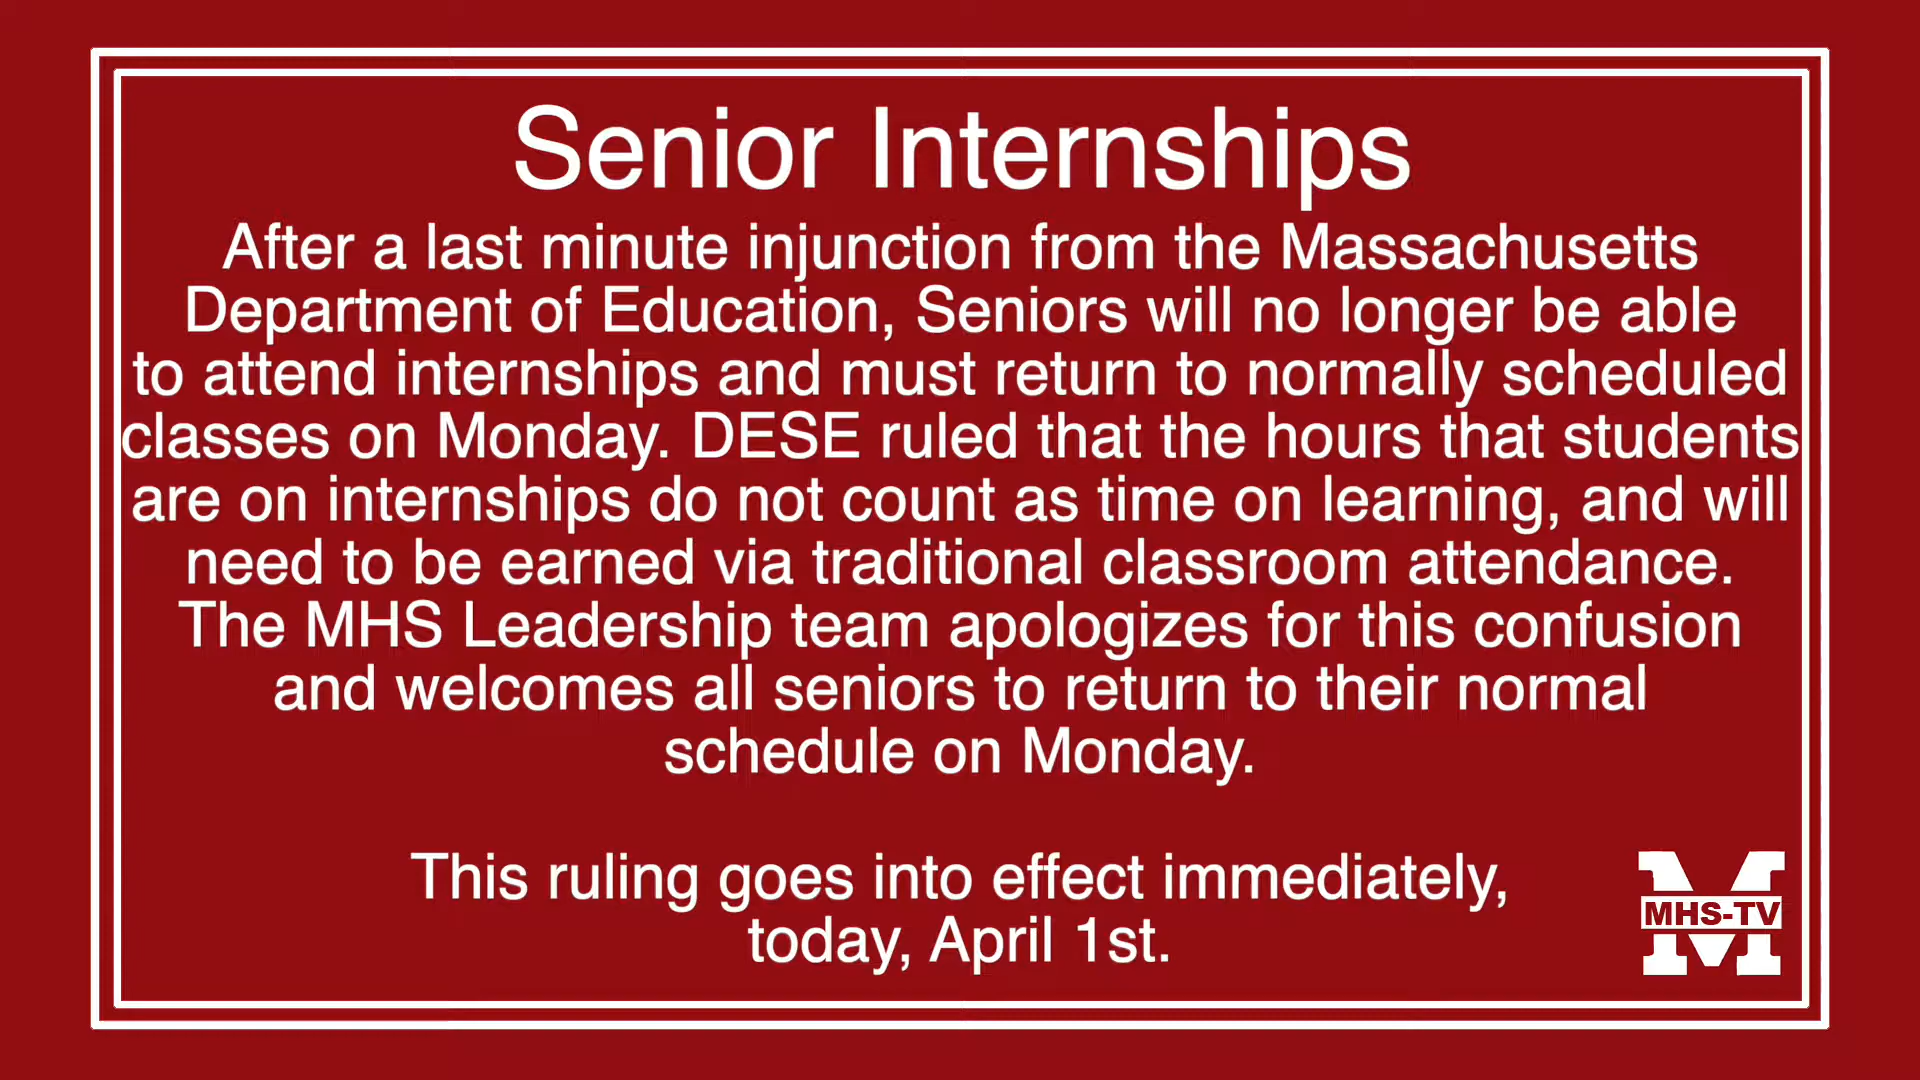 Senior Internships
After a last minute injunction from the Massachusetts
Department of Education, Seniors will no longer be able
to attend internships and must return to normally scheduled
classes on Monday. DESE ruled that the hours that students
are on internships do not count as time on learning, and will
need to be earned via traditional classroom attendance.
The MHS Leadership team apologizes for this confusion
and welcomes all seniors to return to their normal
schedule on Monday.
This ruling goes into effect immediately,
today, April 1st.
M
MHS-TV